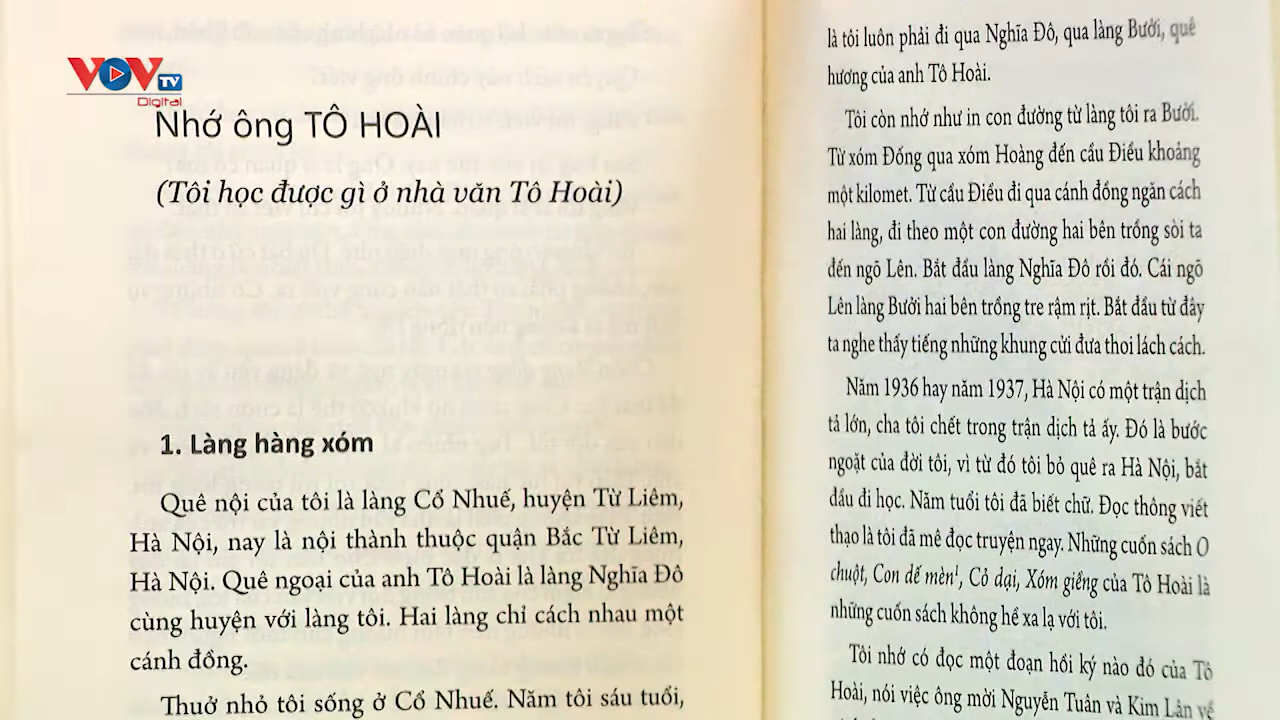 VOV TV
Digital
Nhớ ông TÔ HOÀI
(Tôi học được gì ở nhà văn Tô Hoài)
1. Làng hàng xóm
Quê nội của tôi là làng Cổ Nhuế, huyện Từ Liêm,
Hà Nội, nay là nội thành thuộc quận Bắc Từ Liêm,
Hà Nội. Quê ngoại của anh Tô Hoài là làng Nghĩa Đô
cùng huyện với làng tôi. Hai làng chỉ cách nhau một
cánh đồng.
Thuở nhỏ tôi sống ở Cổ Nhuế. Năm tôi sáu tuổi,
là tôi luôn phải đi qua Nghĩa Đô, qua làng Bưởi, quê
hương của anh Tô Hoài.
Tôi còn nhớ như in con đường từ làng tôi ra Bưởi.
Từ xóm Đống qua xóm Hoàng đến cầu Điều khoảng
một kilomet. Từ cầu Điều đi qua cánh đồng ngăn cách
hai làng, đi theo một con đường hai bên trồng sòi ta
đến ngõ Lên. Bắt đầu làng Nghĩa Đô rồi đó. Cái ngõ
Lên làng Bưởi hai bên trồng tre rậm rịt. Bắt đầu từ đây
ta nghe thấy tiếng những khung cửi đưa thoi lách cách.
Năm 1936 hay năm 1937, Hà Nội có một trận dịch
tả lớn, cha tôi chết trong trận dịch tả ấy. Đó là bước
ngoặt của đời tôi, vì từ đó tôi bỏ quê ra Hà Nội, bắt
đầu đi học. Năm tuổi tôi đã biết chữ. Đọc thông viết
thạo là tôi đã mê đọc truyện ngay. Những cuốn sách O
chuột, Con dế mèn¹, Cỏ dại, Xóm giềng của Tô Hoài là
những cuốn sách không hề xa lạ với tôi.
Tôi nhớ có đọc một đoạn hồi ký nào đó của Tô
Hoài, nói việc ông mời Nguyễn Tuân và Kim Lân về